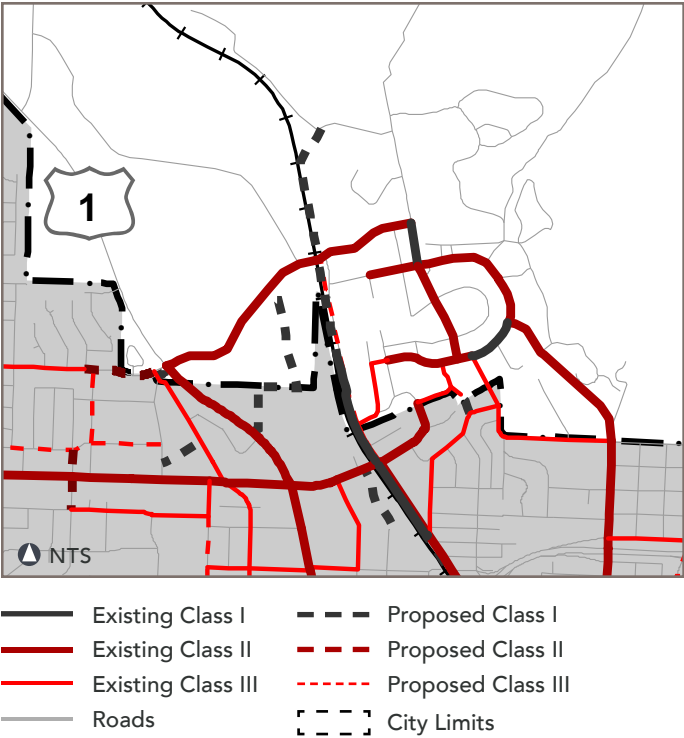 1
NTS
Existing Class I
Proposed Class I
Existing Class II
Proposed Class II
Existing Class III
Proposed Class III
Roads
City Limits